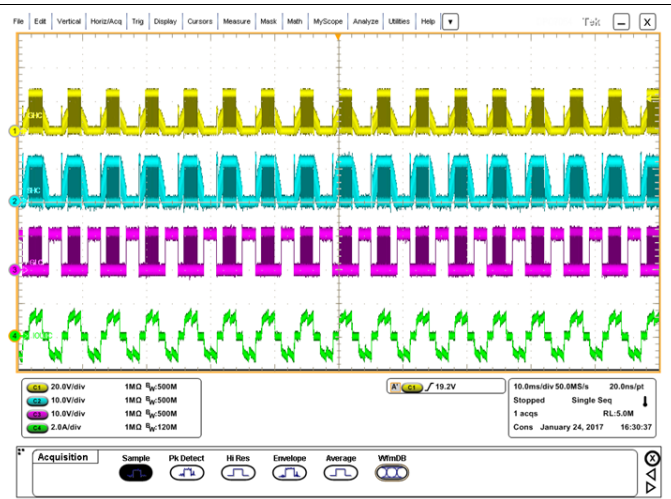 File Edit Vertical Horiz/Acq Trig Display Cursors Measure Mask Math MyScope Analyze Utilities Help Tek
1
2
3
4
C1 20.0V/div 1MΩ BW:500M
C2 10.0V/div 1MΩ BW:500M
C3 10.0V/div 1MΩ BW:500M
C4 2.0A/div 1MΩ BW:120M
A' C1 19.2V
10.0ms/div 50.0MS/s 20.0ns/pt
Stopped Single Seq
1 acqs RL:5.0M
Cons January 24, 2017 16:30:37
Acquisition
Sample Pk Detect Hi Res Envelope Average WfmDB